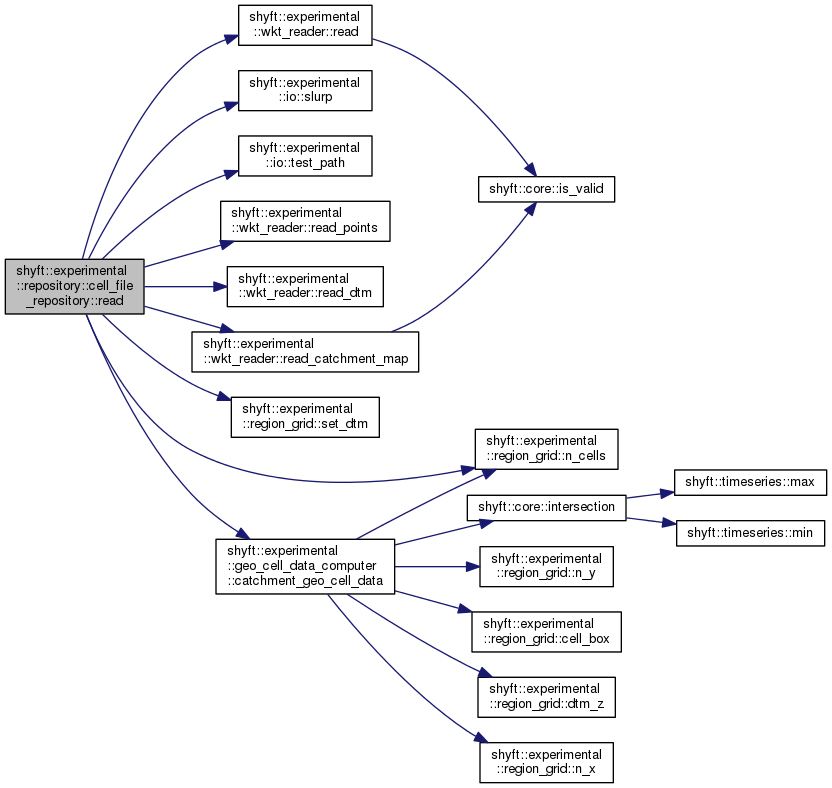 shyft::experimental
::wkt_reader::read
shyft::experimental
::io::slurp
shyft::experimental
::io::test_path
shyft::core::is_valid
shyft::experimental
::wkt_reader::read_points
shyft::experimental
::repository::cell_file
_repository::read
shyft::experimental
::wkt_reader::read_dtm
shyft::experimental
::wkt_reader::read_catchment_map
shyft::experimental
::region_grid::set_dtm
shyft::experimental
::region_grid::n_cells
shyft::timeseries::max
shyft::core::intersection
shyft::timeseries::min
shyft::experimental
::geo_cell_data_computer
::catchment_geo_cell_data
shyft::experimental
::region_grid::n_y
shyft::experimental
::region_grid::cell_box
shyft::experimental
::region_grid::dtm_z
shyft::experimental
::region_grid::n_x